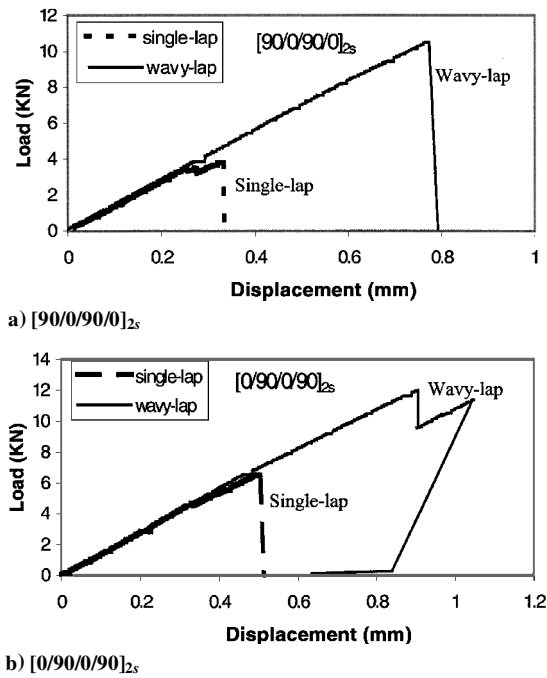 12
10
8
6
4
2
0
Load (KN)
single-lap
wavy-lap
[90/0/90/0]2s
Wavy-lap
Single-lap
0 0.2 0.4 0.6 0.8 1
Displacement (mm)
a) [90/0/90/0]2s
14
12
10
8
6
4
2
0
Load (KN)
single-lap
wavy-lap
[0/90/0/90]2s
Wavy-lap
Single-lap
0 0.2 0.4 0.6 0.8 1 1.2
Displacement (mm)
b) [0/90/0/90]2s